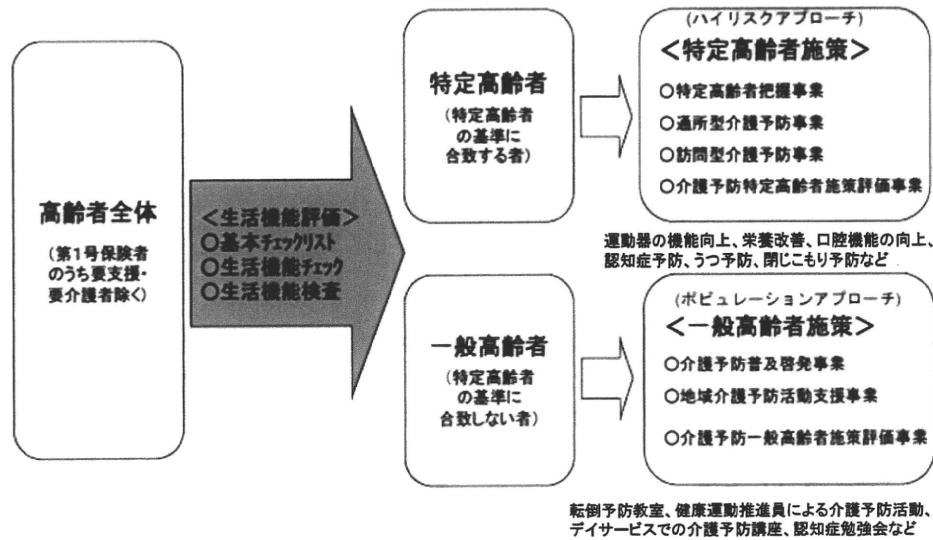 高齢者全体
(第1号保険者
のうち要支援・
要介護者除く)
<生活機能評価>
○基本チェックリスト
○生活機能チェック
○生活機能検査
特定高齢者
(特定高齢者
の基準に
合致する者)
(ハイリスクアプローチ)
<特定高齢者施策>
○特定高齢者把握事業
○通所型介護予防事業
○訪問型介護予防事業
○介護予防特定高齢者施策評価事業
運動器の機能向上、栄養改善、口腔機能の向上、
認知症予防、うつ予防、閉じこもり予防など
一般高齢者
(特定高齢者
の基準に
合致しない者)
(ポピュレーションアプローチ)
<一般高齢者施策>
○介護予防普及啓発事業
○地域介護予防活動支援事業
○介護予防一般高齢者施策評価事業
転倒予防教室、健康運動推進員による介護予防活動、
デイサービスでの介護予防講座、認知症勉強会など